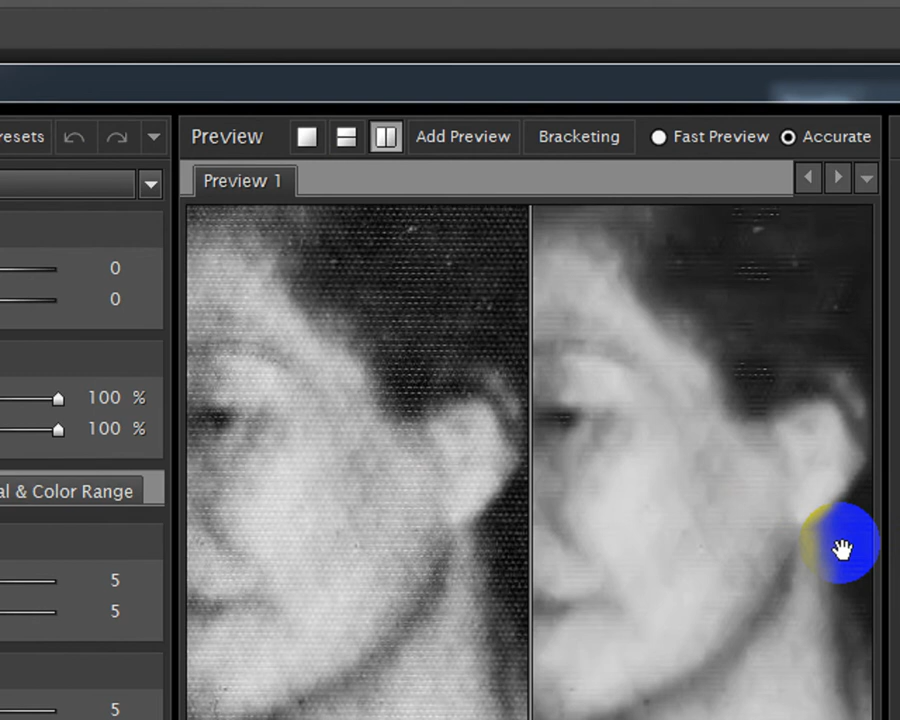 resets
Preview
Add Preview
Bracketing
Fast Preview
Accurate
Preview 1
0
0
100 %
100 %
al & Color Range
5
5
5